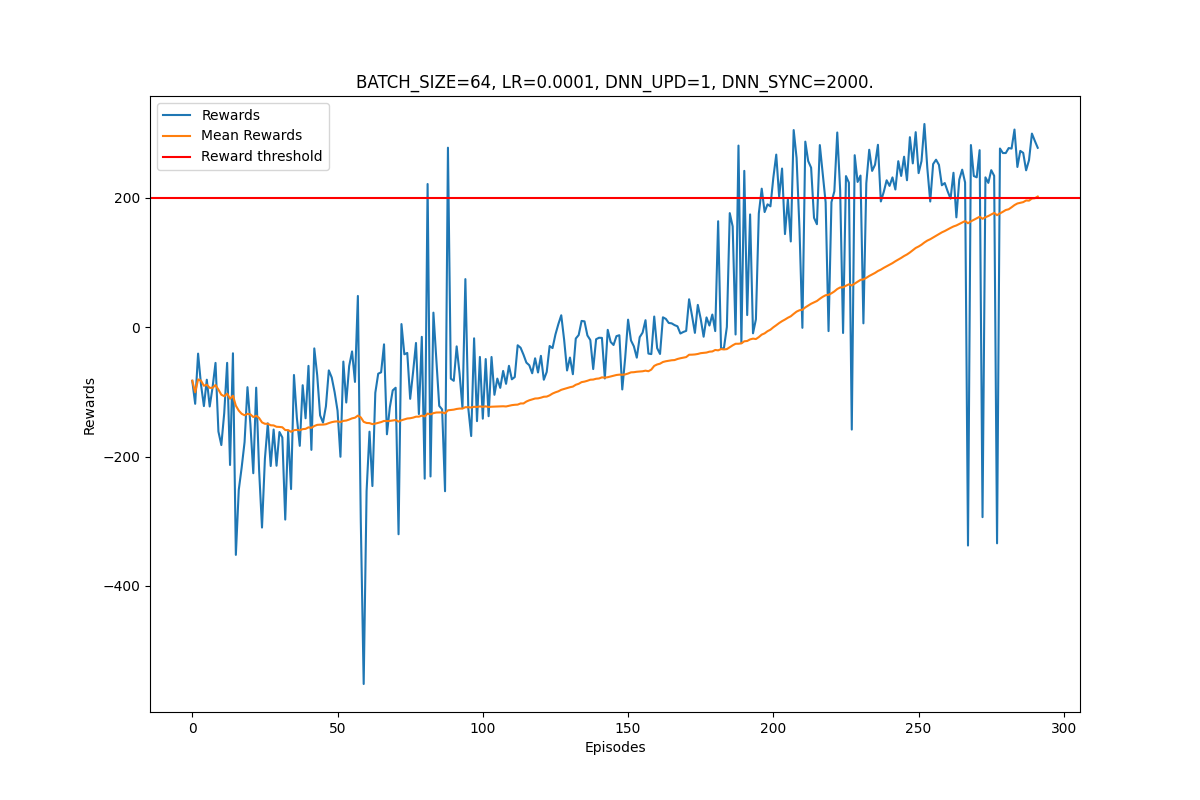 BATCH_SIZE=64, LR=0.0001, DNN_UPD=1, DNN_SYNC=2000.
Rewards
Mean Rewards
Reward threshold
200
0
−200
−400
Rewards
0 50 100 150 200 250 300
Episodes